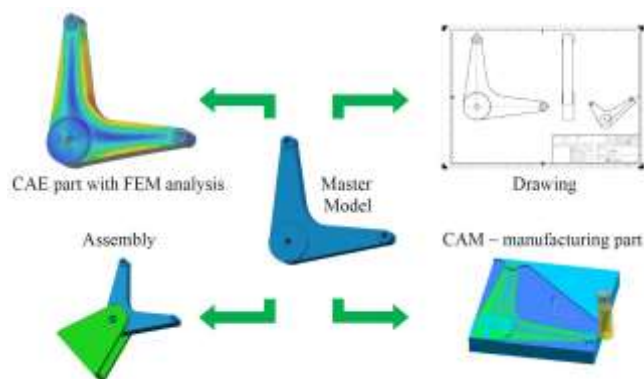 CAE part with FEM analysis
Master
Model
Drawing
Assembly
CAM – manufacturing part